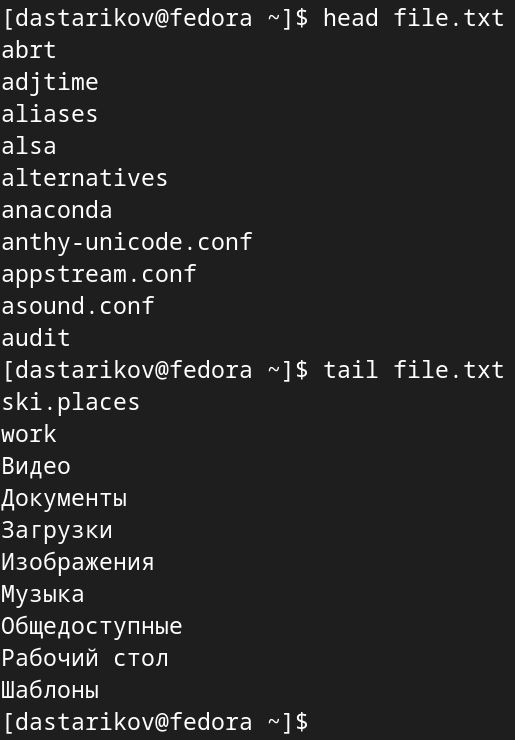 [dastarikov@fedora ~]$ head file.txt
abrt
adjtime
aliases
alsa
alternatives
anaconda
anthy-unicode.conf
appstream.conf
asound.conf
audit
[dastarikov@fedora ~]$ tail file.txt
ski.places
work
Видео
Документы
Загрузки
Изображения
Музыка
Общедоступные
Рабочий стол
Шаблоны
[dastarikov@fedora ~]$